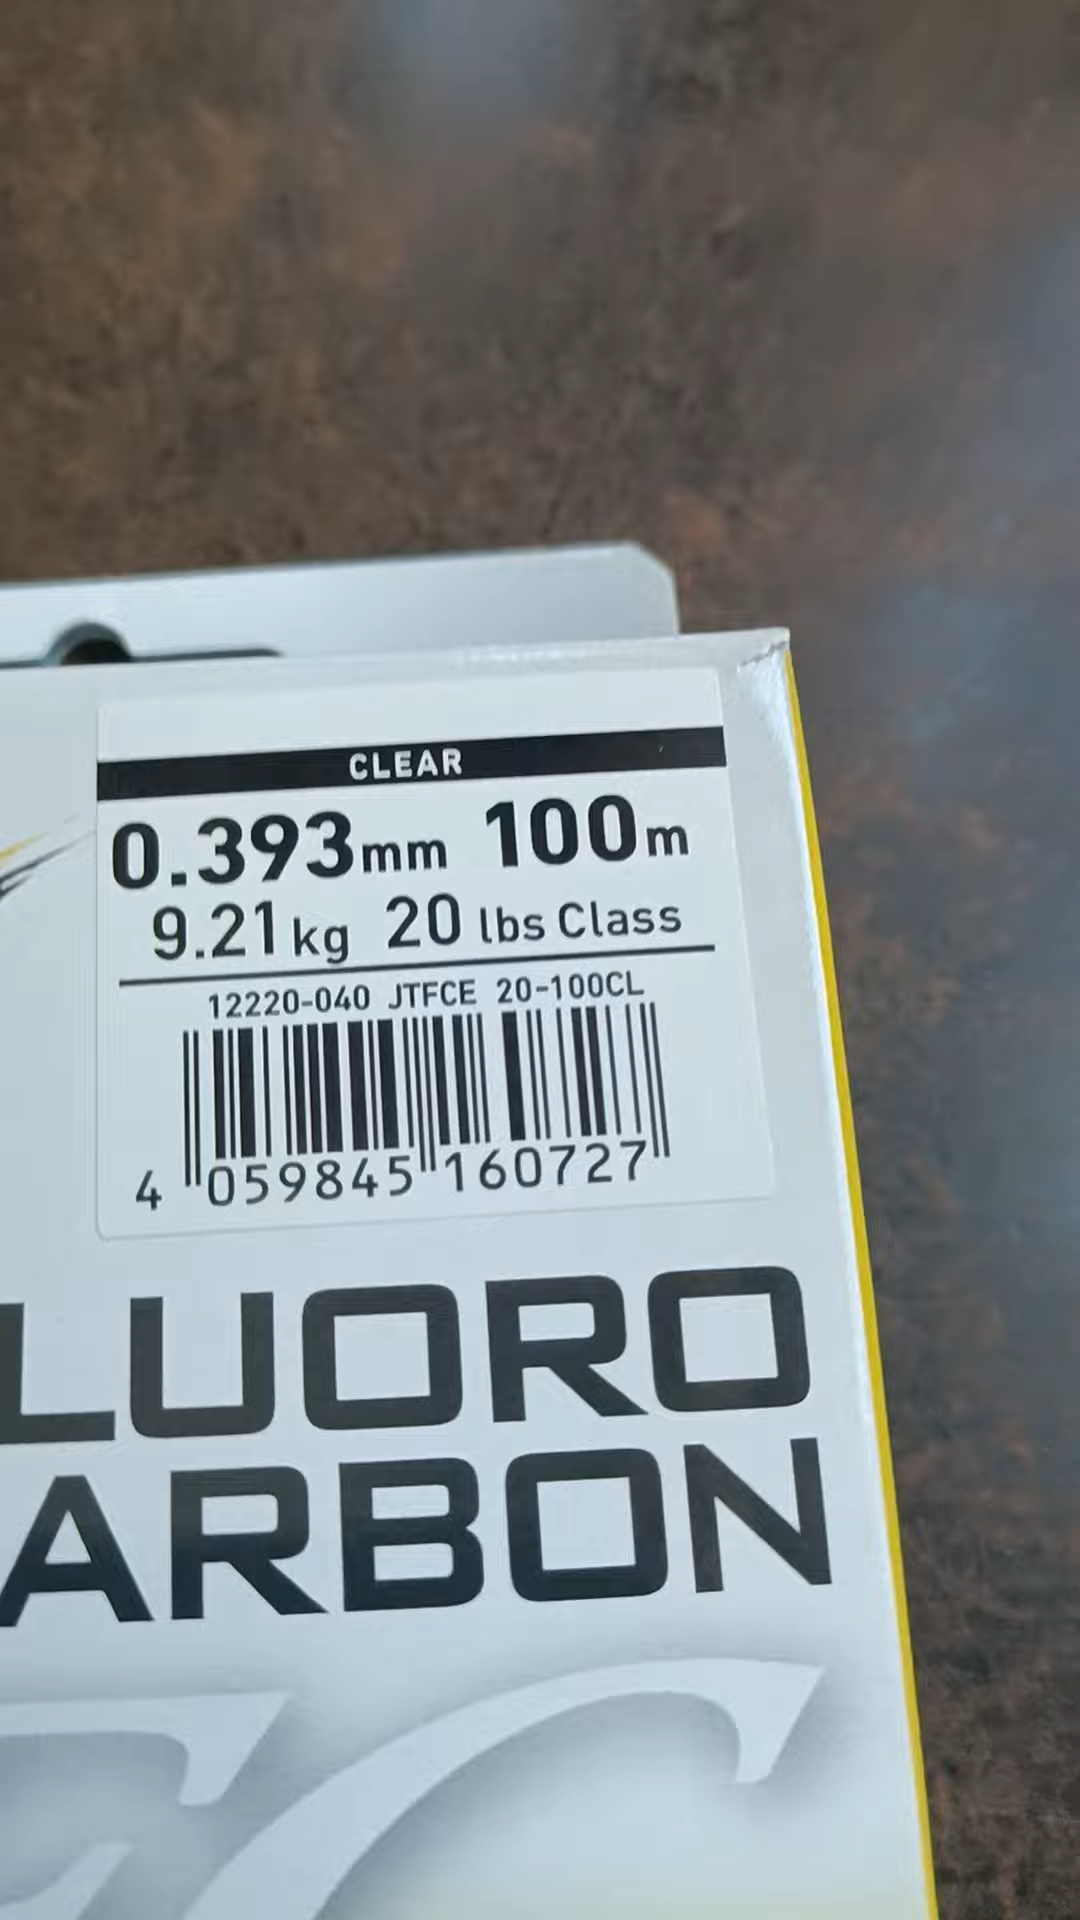 CLEAR
0.393mm 100m
9.21kg 20 lbs Class
12220-040 JTFCE 20-100CL
4 059845 160727
LUORO
ARBON
FC